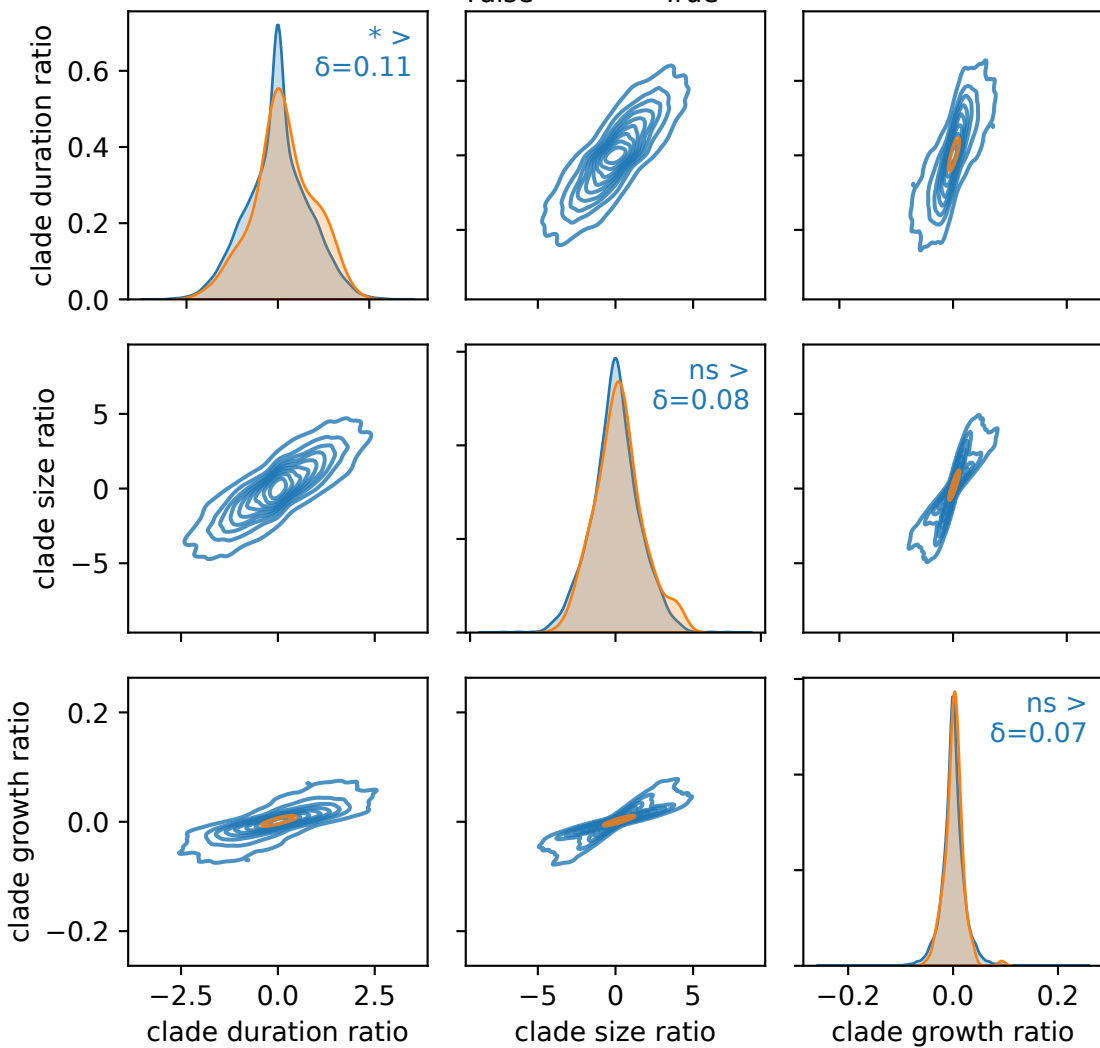 clade duration ratio
0.6
0.4
0.2
0.0
* >
δ=0.11
clade size ratio
5
0
−5
ns >
δ=0.08
clade growth ratio
0.2
0.0
−0.2
ns >
δ=0.07
−2.5 0.0 2.5
−5 0 5
−0.2 0.0 0.2
clade duration ratio
clade size ratio
clade growth ratio